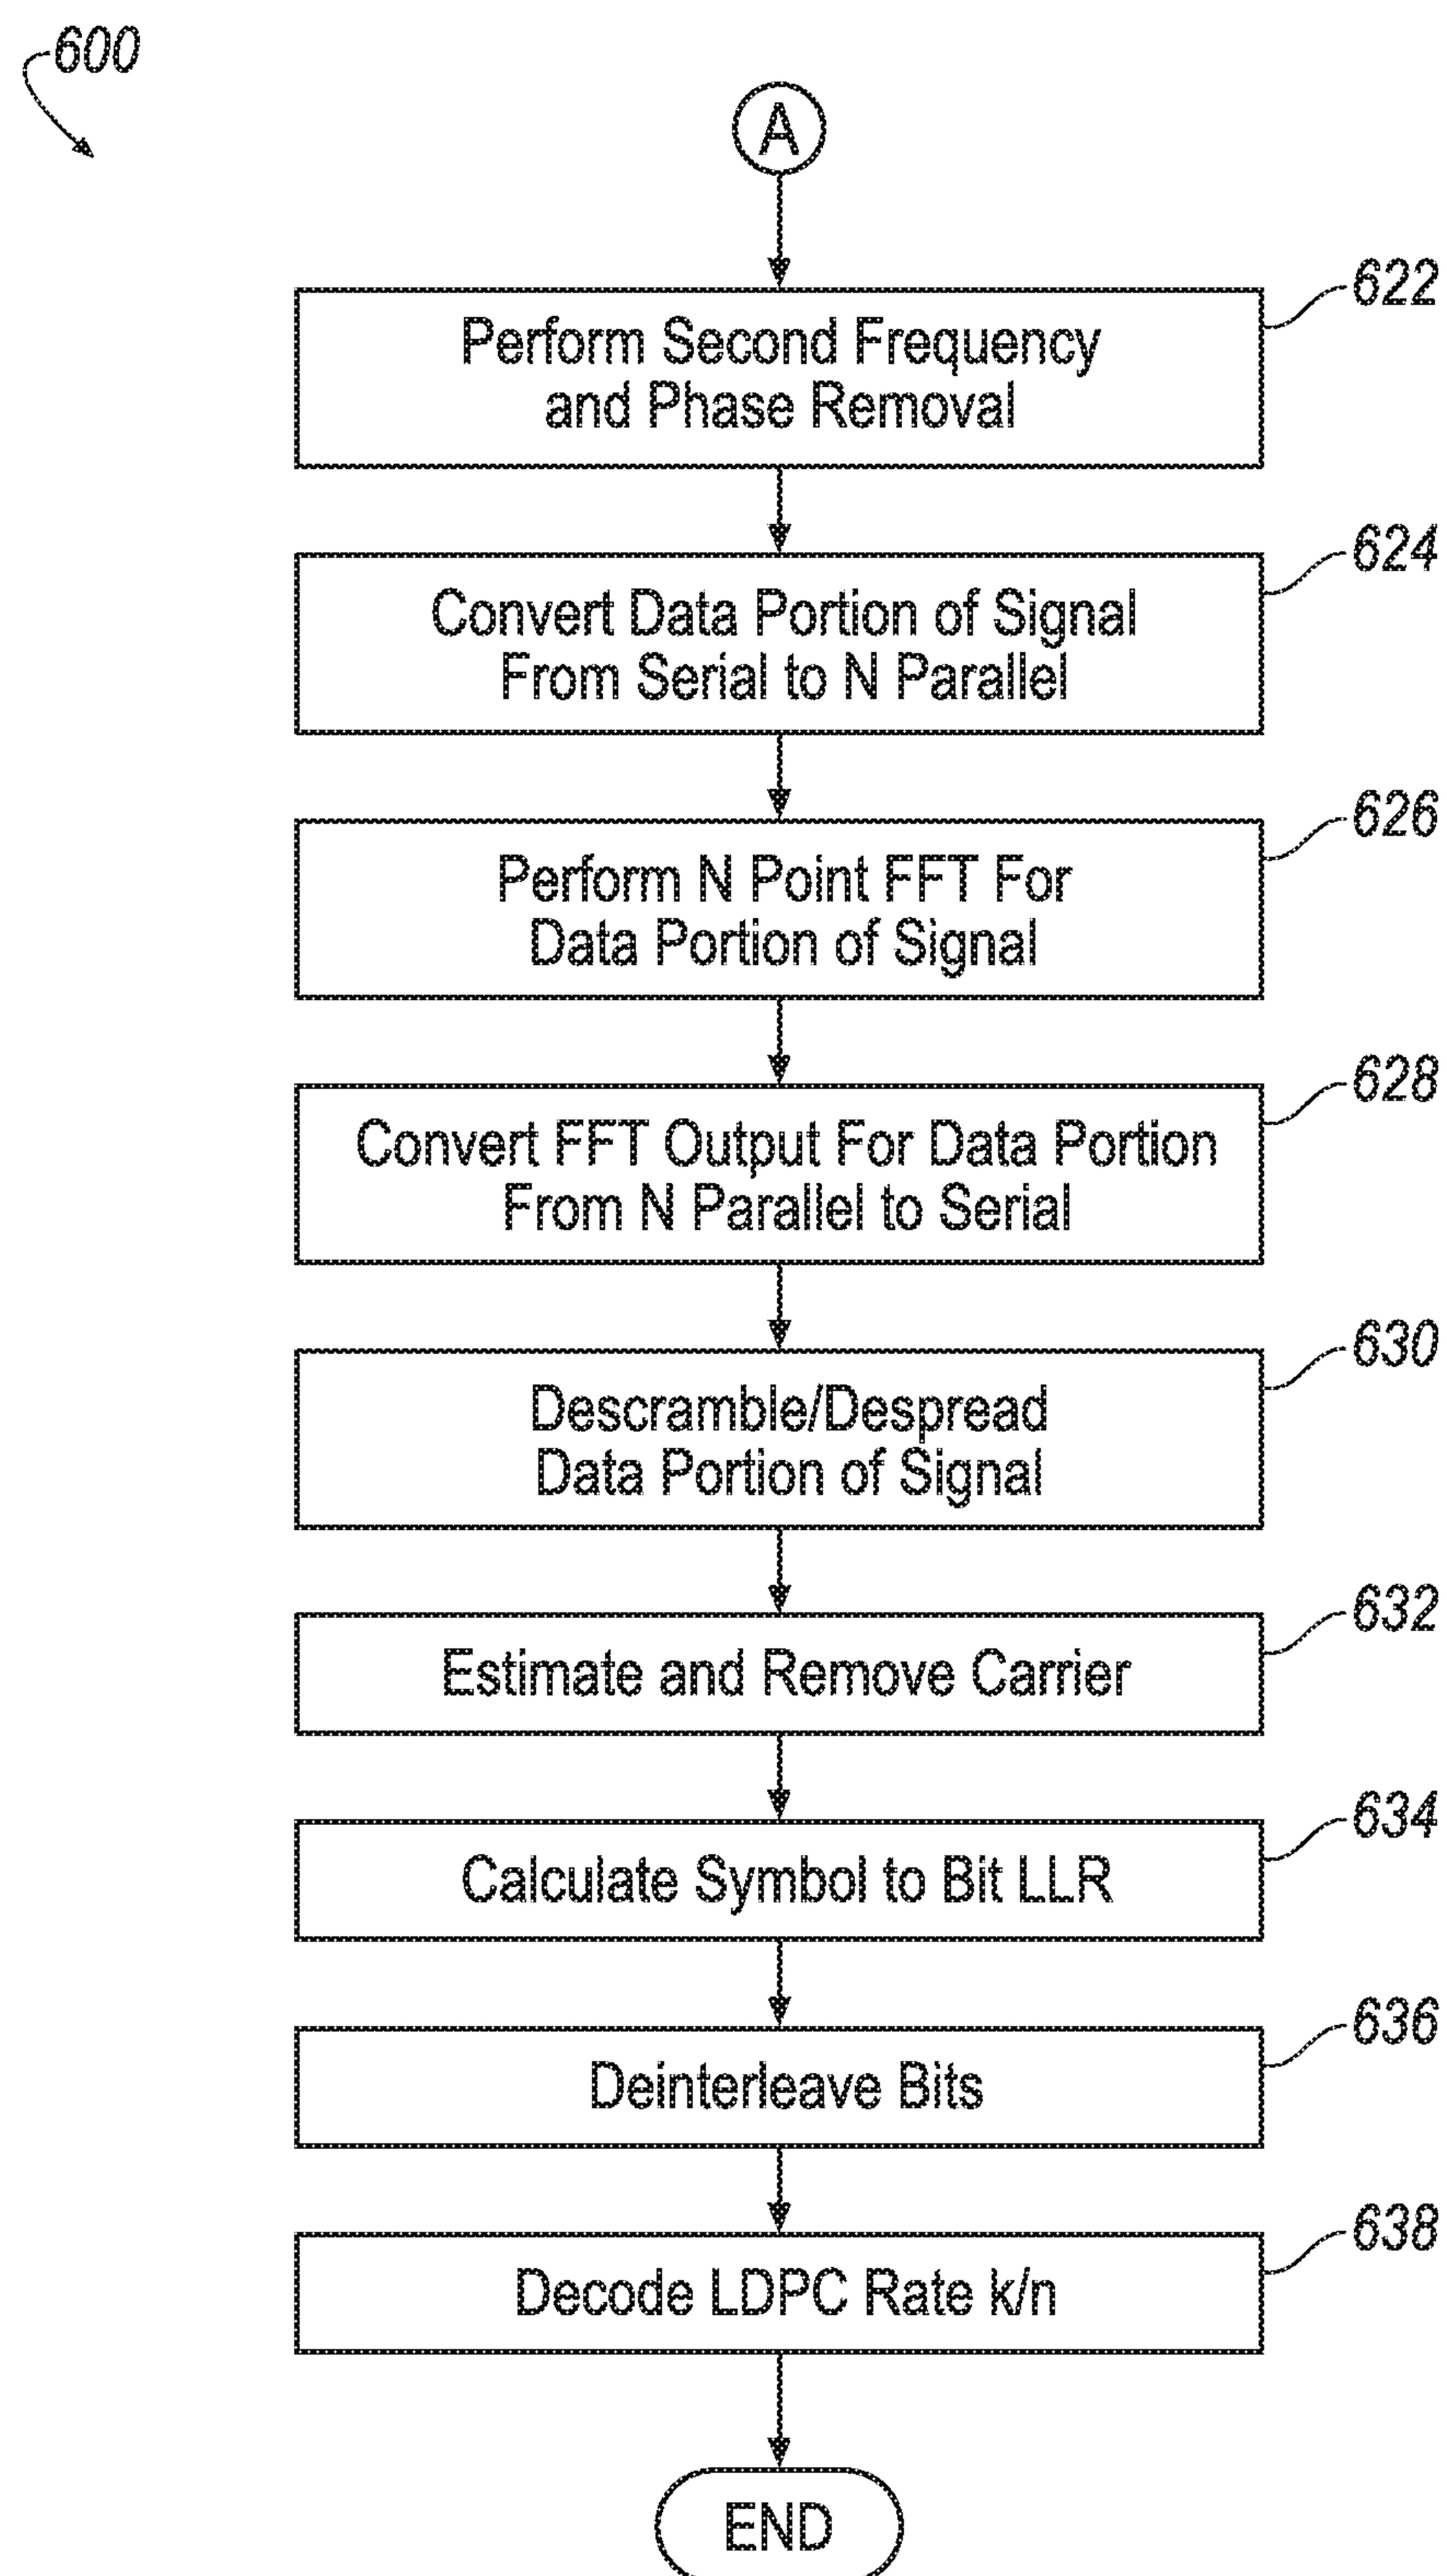 600
A
622
Perform Second Frequency
and Phase Removal
624
Convert Data Portion of Signal
From Serial to N Parallel
626
Perform N Point FFT For
Data Portion of Signal
628
Convert FFT Output For Data Portion
From N Parallel to Serial
630
Descramble/Despread
Data Portion of Signal
632
Estimate and Remove Carrier
634
Calculate Symbol to Bit LLR
636
Deinterleave Bits
638
Decode LDPC Rate k/n
END